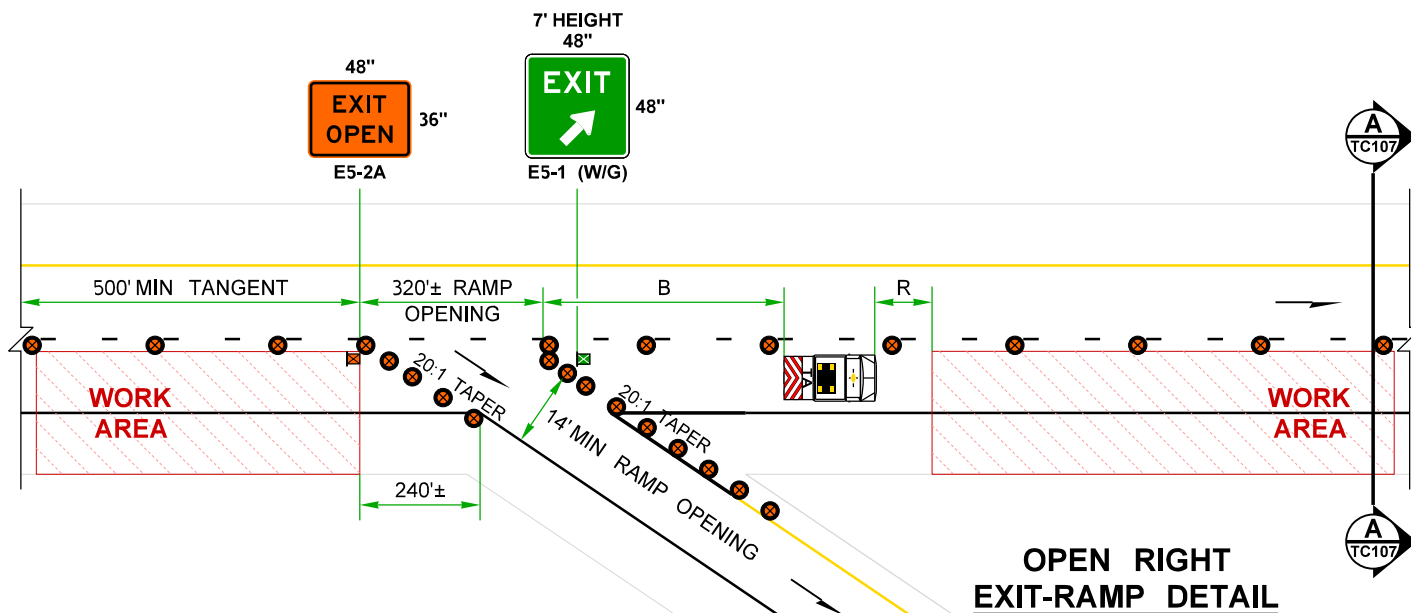 7' HEIGHT
48"
EXIT
48"
E5-1 (W/G)
48"
EXIT
OPEN
36"
E5-2A
A
TC107
500' MIN TANGENT
320'± RAMP
OPENING
B
R
20:1 TAPER
20:1 TAPER
14' MIN RAMP OPENING
TA
WORK
AREA
WORK
AREA
240'±
A
TC107
OPEN RIGHT
EXIT-RAMP DETAIL